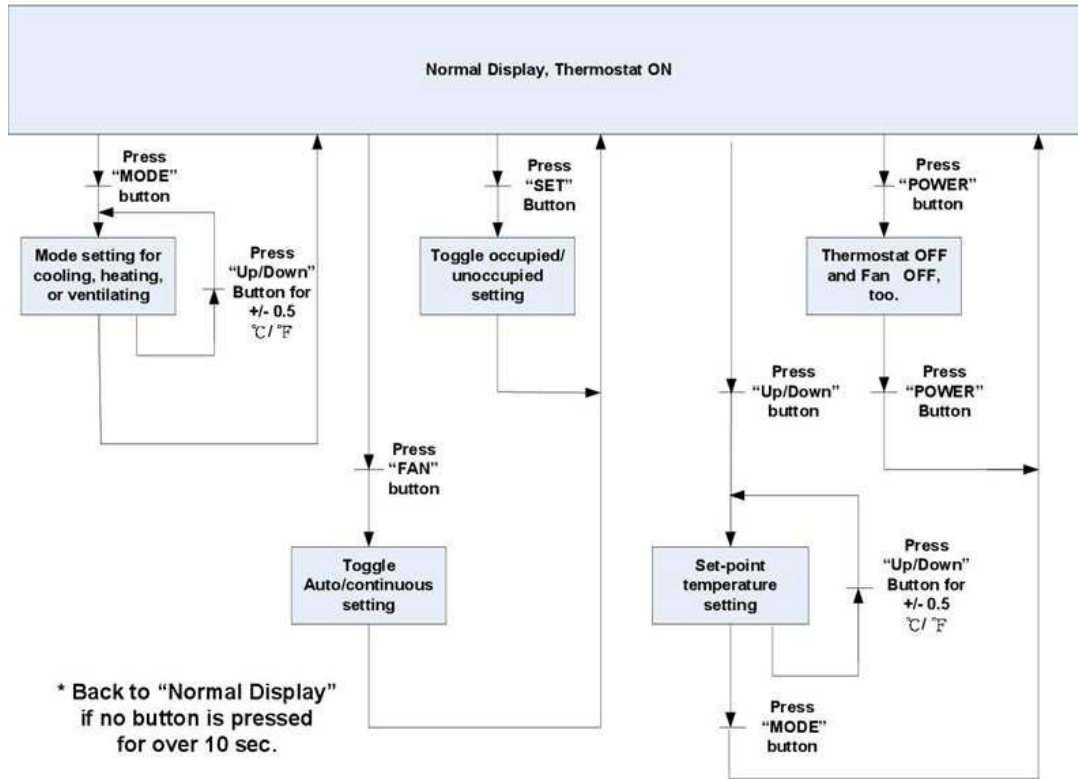 Normal Display, Thermostat ON
Press
“MODE”
button
Mode setting for
cooling, heating,
or ventilating
Press
“Up/Down”
Button for
+/- 0.5
℃/ ℉
Press
“FAN”
button
Toggle
Auto/continuous
setting
Press
“SET”
Button
Toggle occupied/
unoccupied
setting
Press
“Up/Down”
button
Set-point
temperature
setting
Press
“Up/Down”
Button for
+/- 0.5
℃/ ℉
Press
“MODE”
button
Press
“POWER”
button
Thermostat OFF
and Fan OFF,
too.
Press
“POWER”
Button
* Back to “Normal Display”
if no button is pressed
for over 10 sec.